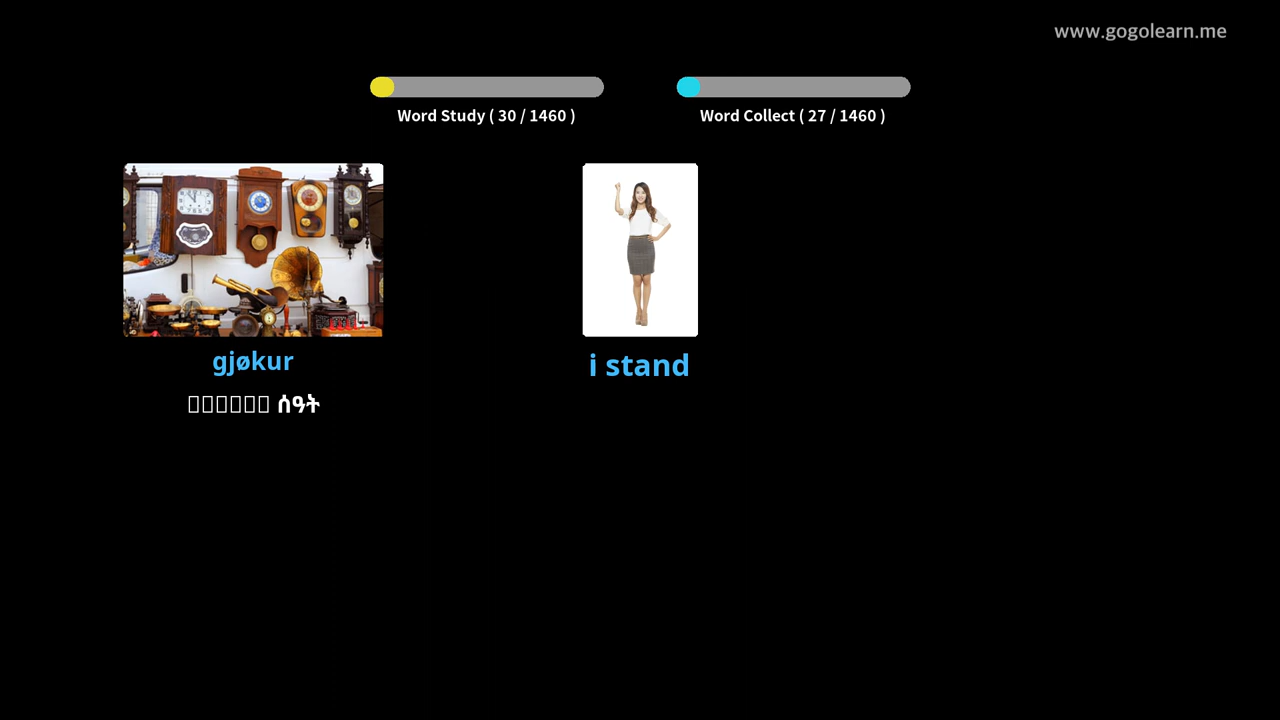 www.gogolearn.me
Word Study ( 30 / 1460 )
Word Collect ( 27 / 1460 )
gjøkur
i stand
ሰዓት